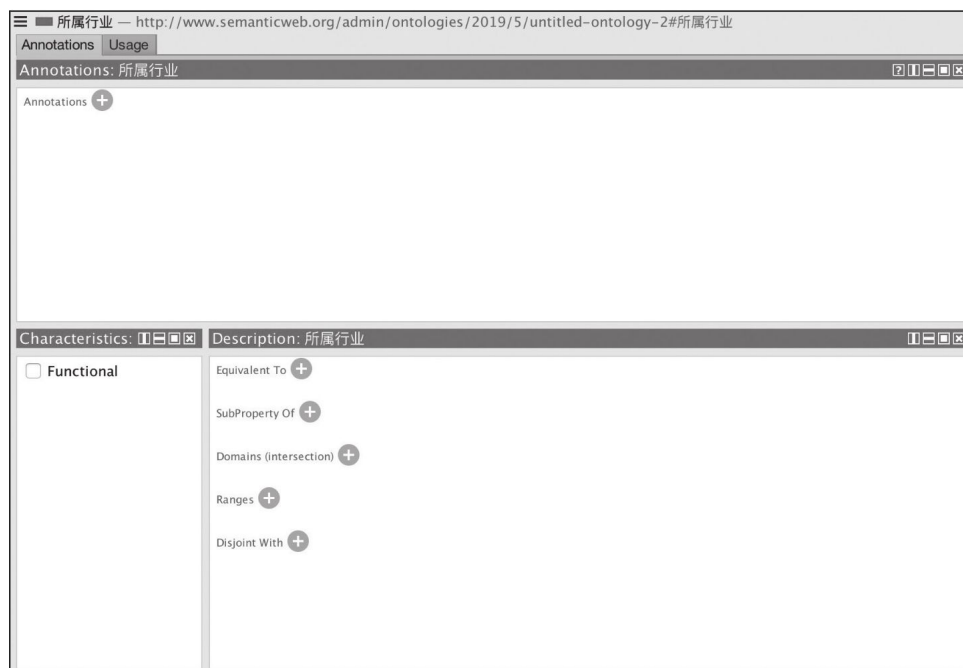 所属行业 — http://www.semanticweb.org/admin/ontologies/2019/5/untitled-ontology-2#所属行业
Annotations Usage
Annotations: 所属行业
Annotations
Characteristics:
Functional
Description: 所属行业
Equivalent To
SubProperty Of
Domains (intersection)
Ranges
Disjoint With